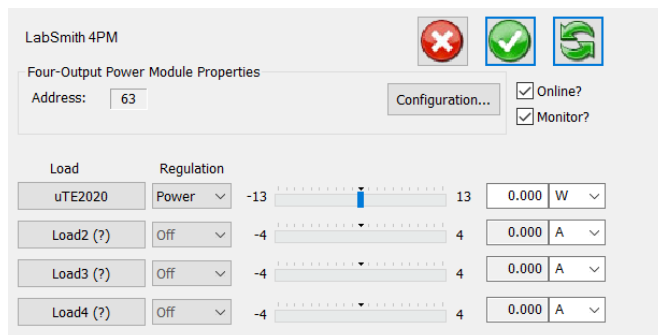 LabSmith 4PM
Four-Output Power Module Properties
Address: 63
Configuration...
Online?
Monitor?
Load Regulation
uTE2020 Power -13 13 0.000 W
Load2 (?) Off -4 4 0.000 A
Load3 (?) Off -4 4 0.000 A
Load4 (?) Off -4 4 0.000 A